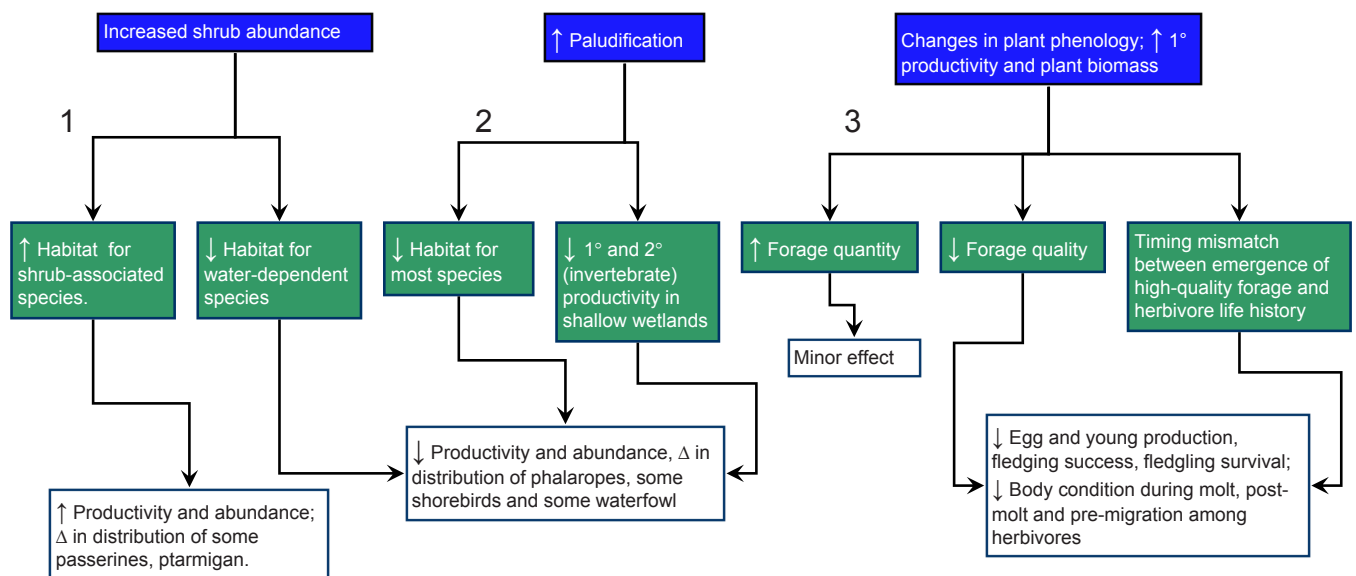 Increased shrub abundance
↑ Paludification
Changes in plant phenology; ↑ 1°
productivity and plant biomass
1
2
3
↑ Habitat for
shrub-associated
species.
↓ Habitat for
water-dependent
species
↓ Habitat for
most species
↓ 1° and 2°
(invertebrate)
productivity in
shallow wetlands
↑ Forage quantity
↓ Forage quality
Timing mismatch
between emergence of
high-quality forage and
herbivore life history
Minor effect
↑ Productivity and abundance;
Δ in distribution of some
passerines, ptarmigan.
↓ Productivity and abundance, Δ in
distribution of phalaropes, some
shorebirds and some waterfowl
↓ Egg and young production,
fledging success, fledgling survival;
↓ Body condition during molt, post-
molt and pre-migration among
herbivores